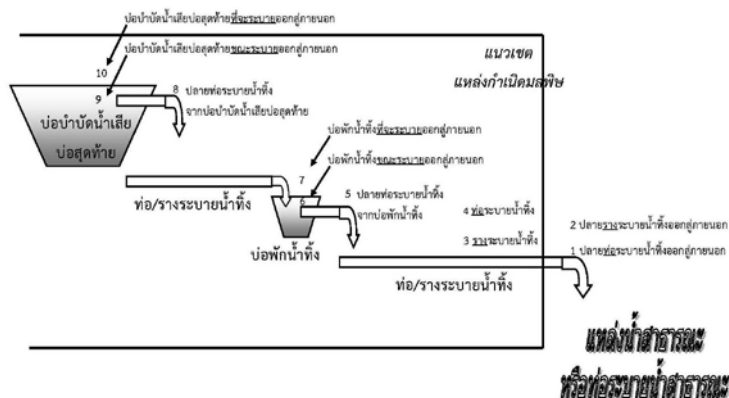 บ่อบำบัดน้ำเสียบ่อสุดท้ายที่จะระบายออกสู่ภายนอก
บ่อบำบัดน้ำเสียบ่อสุดท้ายขณะระบายออกสู่ภายนอก
แนวเขต
แหล่งกำเนิดมลพิษ
10
9
8 ปลายท่อระบายน้ำทิ้ง
จากบ่อบำบัดน้ำเสียบ่อสุดท้าย
บ่อบำบัดน้ำเสีย
บ่อสุดท้าย
บ่อพักน้ำทิ้งที่จะระบายออกสู่ภายนอก
บ่อพักน้ำทิ้งขณะระบายออกสู่ภายนอก
7
6
5 ปลายท่อระบายน้ำทิ้ง
จากบ่อพักน้ำทิ้ง
ท่อ/รางระบายน้ำทิ้ง
บ่อพักน้ำทิ้ง
4 ท่อระบายน้ำทิ้ง
3 รางระบายน้ำทิ้ง
2 ปลายรางระบายน้ำทิ้งออกสู่ภายนอก
1 ปลายท่อระบายน้ำทิ้งออกสู่ภายนอก
ท่อ/รางระบายน้ำทิ้ง
แหล่งน้ำสาธารณะ
หรือท่อระบายน้ำสาธารณะ